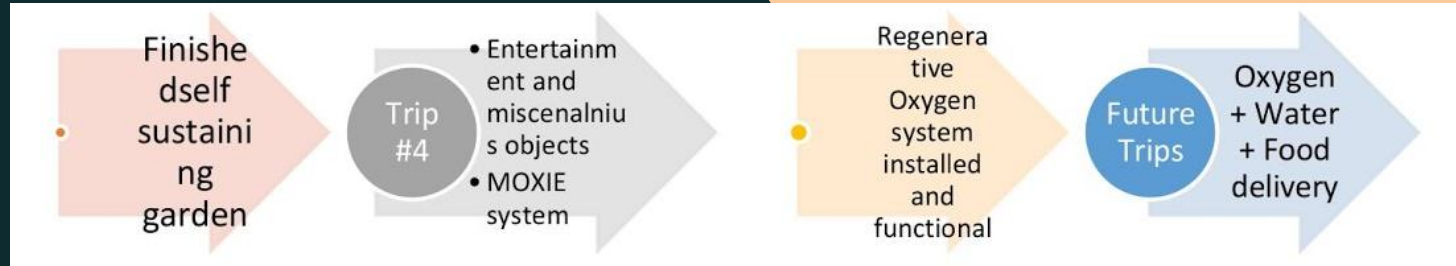 Finishe
dself
sustaini
ng
garden
Trip
#4
• Entertainm
ent and
miscenalniu
s objects
• MOXIE
system
Regenera
tive
Oxygen
system
installed
and
functional
Future
Trips
Oxygen
+ Water
+ Food
delivery